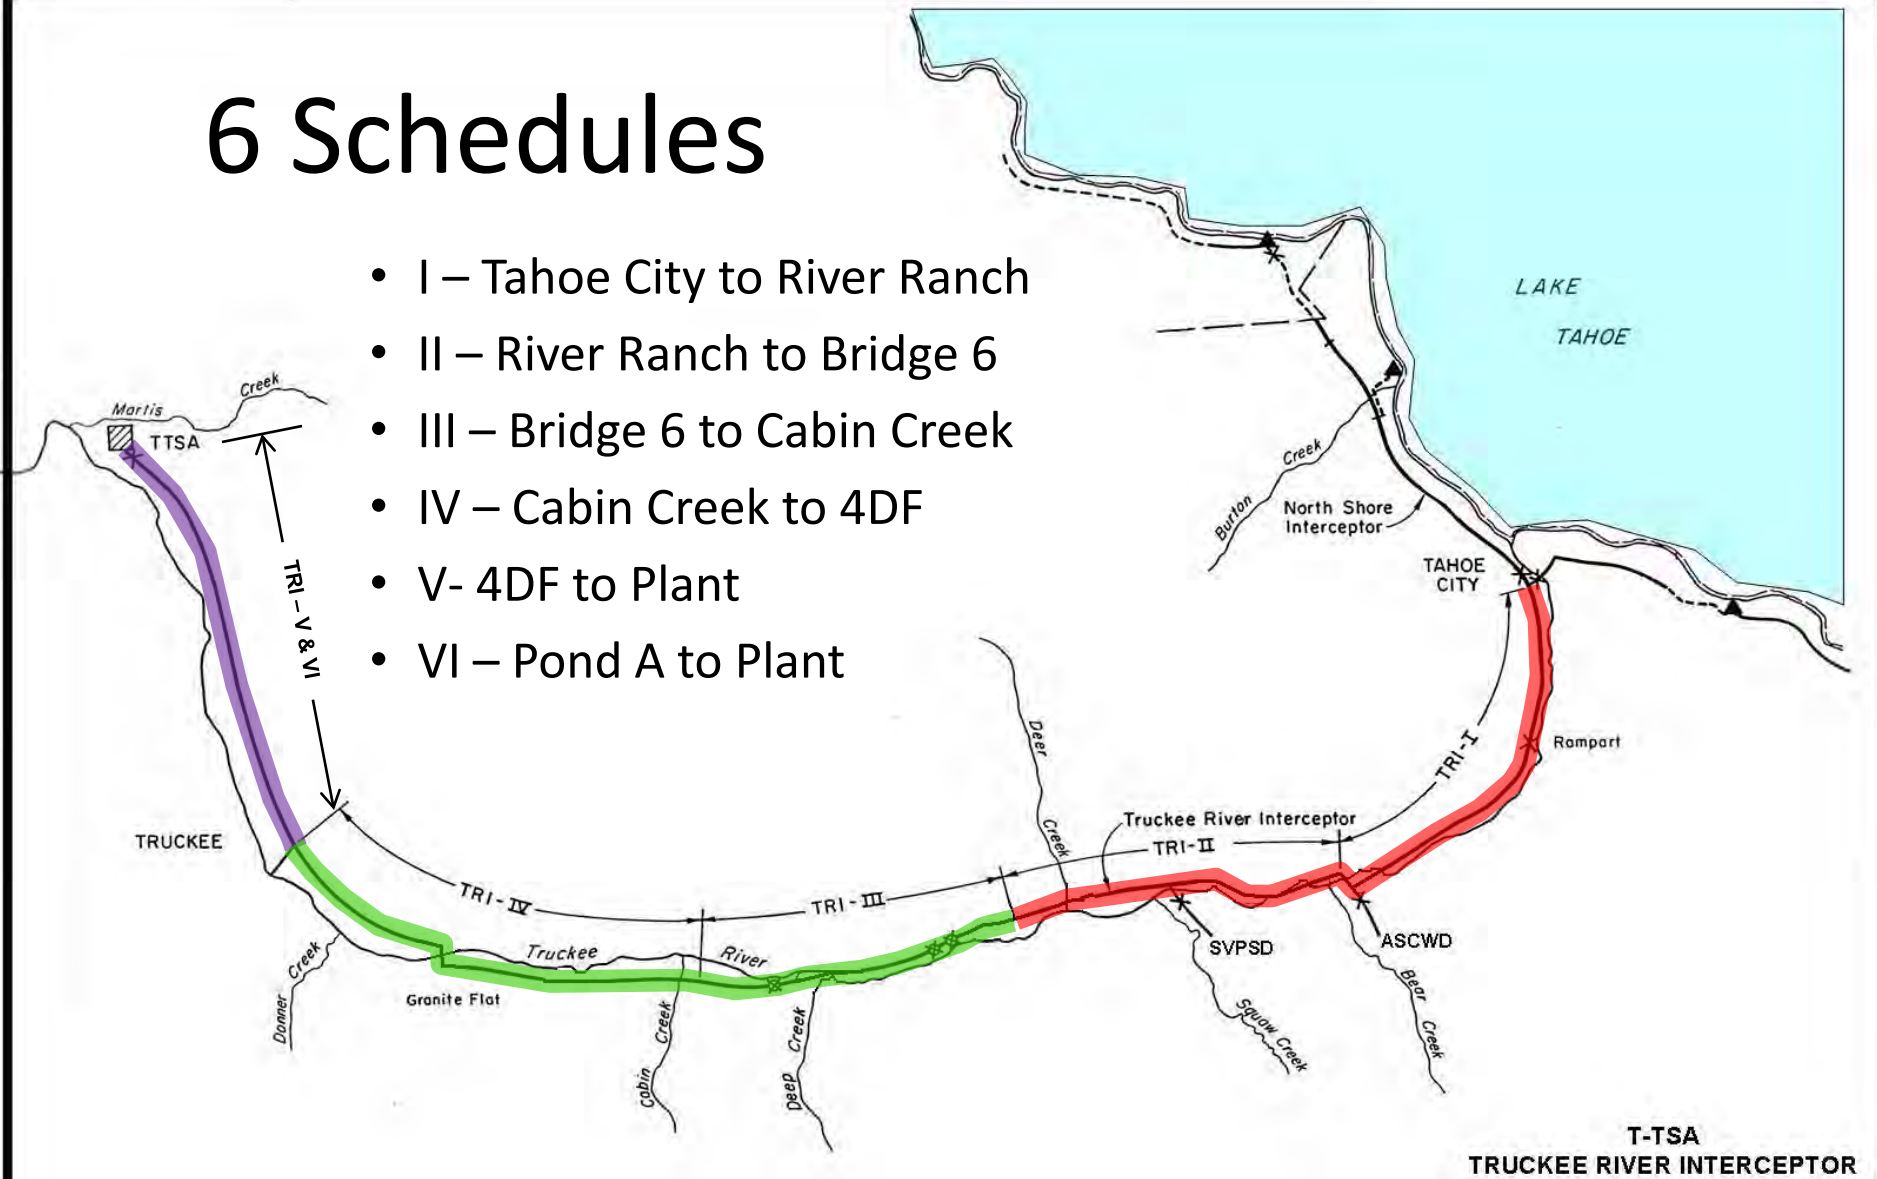 6 Schedules
• I – Tahoe City to River Ranch
• II – River Ranch to Bridge 6
• III – Bridge 6 to Cabin Creek
• IV – Cabin Creek to 4DF
• V- 4DF to Plant
• VI – Pond A to Plant
LAKE
TAHOE
Martis
Creek
TTSA
TRI – V & VI
Burton
Creek
North Shore
Interceptor
TAHOE
CITY
Rampart
TRI-I
Deer
Creek
Truckee River Interceptor
TRI-II
TRUCKEE
TRI-IV
TRI-III
Truckee
River
SVPSD
ASCWD
Donner
Creek
Granite Flat
Cabin
Creek
Deep
Creek
Squaw Creek
Bear
Creek
T-TSA
TRUCKEE RIVER INTERCEPTOR